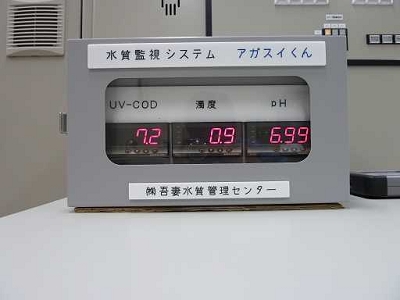 水質監視システム アガスイくん
UV-COD 濁度 pH
7.2 0.9 6.99
㈱吾妻水質管理センター